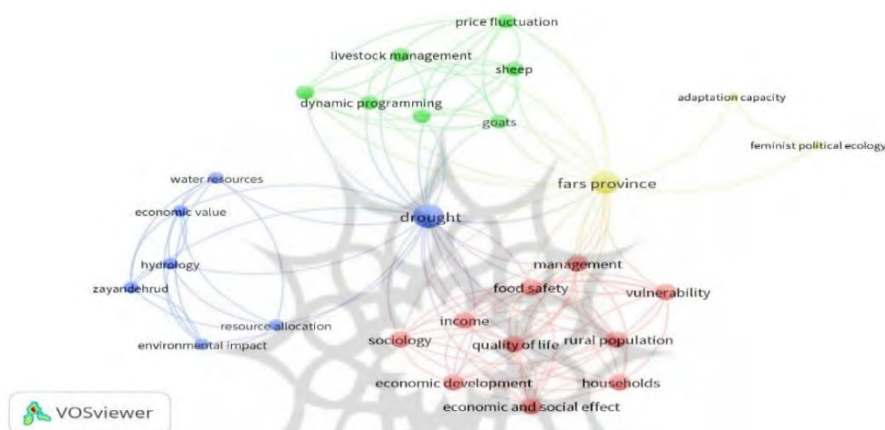 price fluctuation
livestock management
sheep
dynamic programming
adaptation capacity
goats
feminist political ecology
water resources
fars province
economic value
drought
hydrology
management
zayandehrud
food safety
vulnerability
income
resource allocation
sociology
quality of life
rural population
environmental impact
economic development
households
economic and social effect
VOSviewer